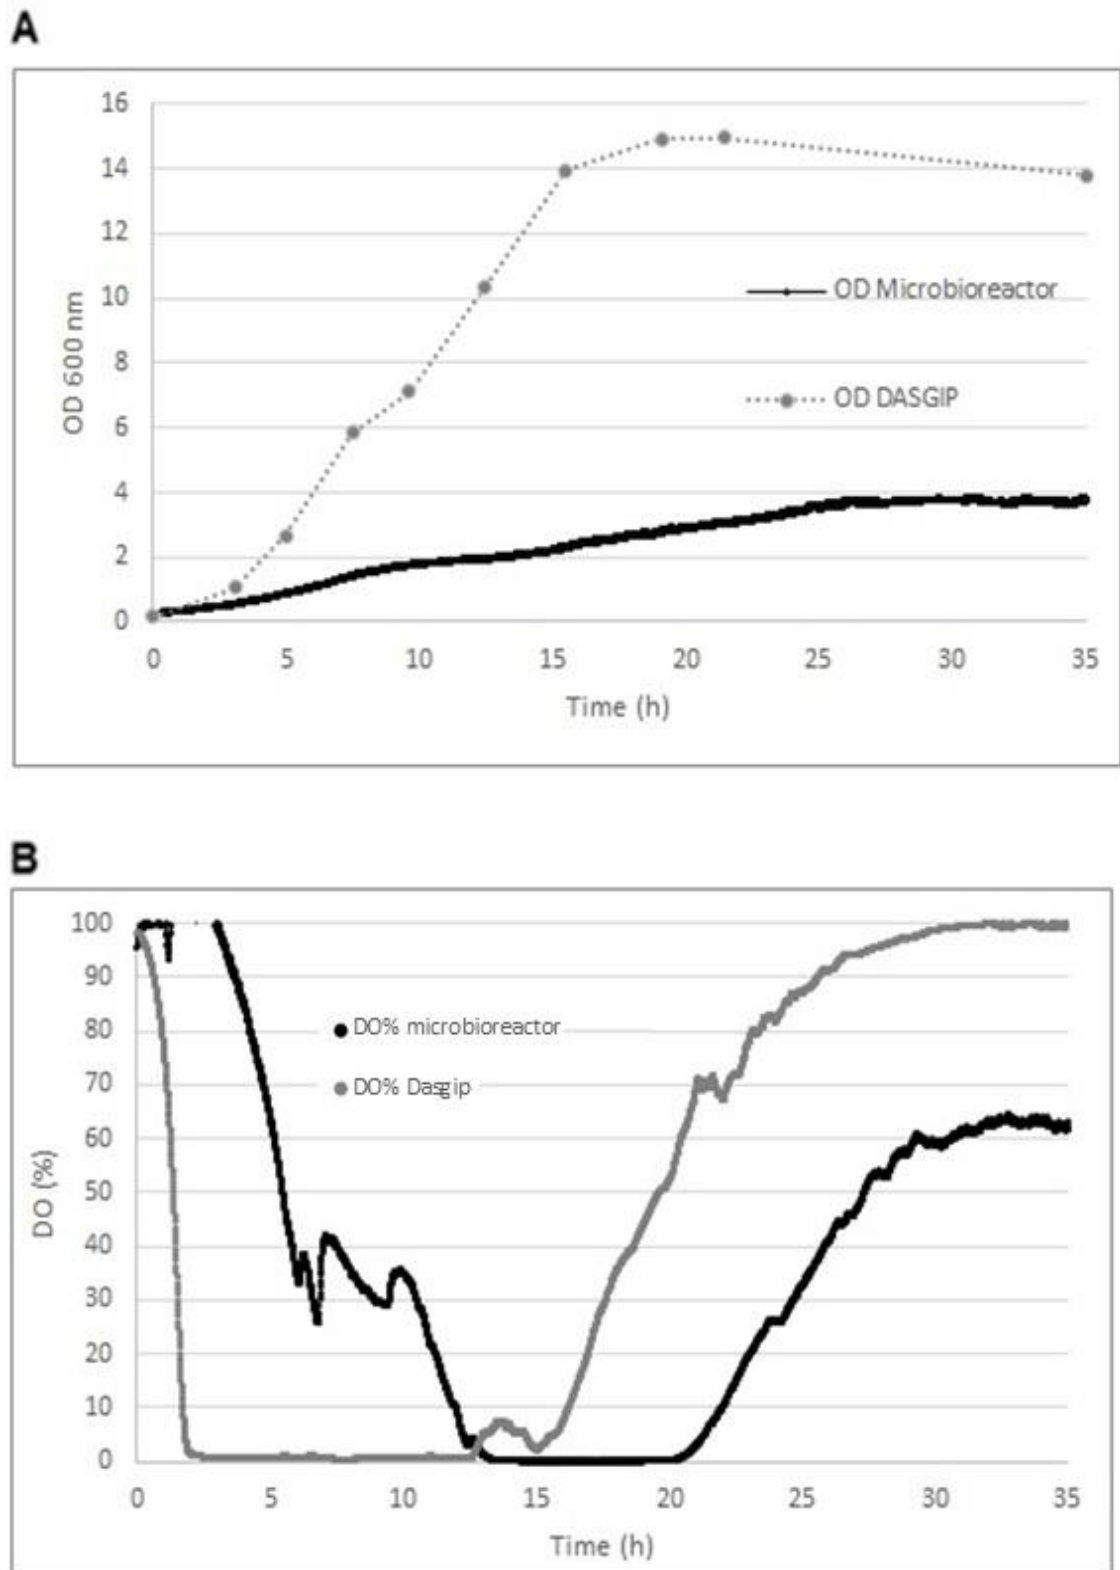 A
16
14
12
10
8
6
4
2
0
OD 600 nm
OD Microbioreactor
OD DASGIP
0 5 10 15 20 25 30 35
Time (h)
B
100
90
80
70
60
50
40
30
20
10
0
DO (%)
DO% microbioreactor
DO% Dasgip
0 5 10 15 20 25 30 35
Time (h)